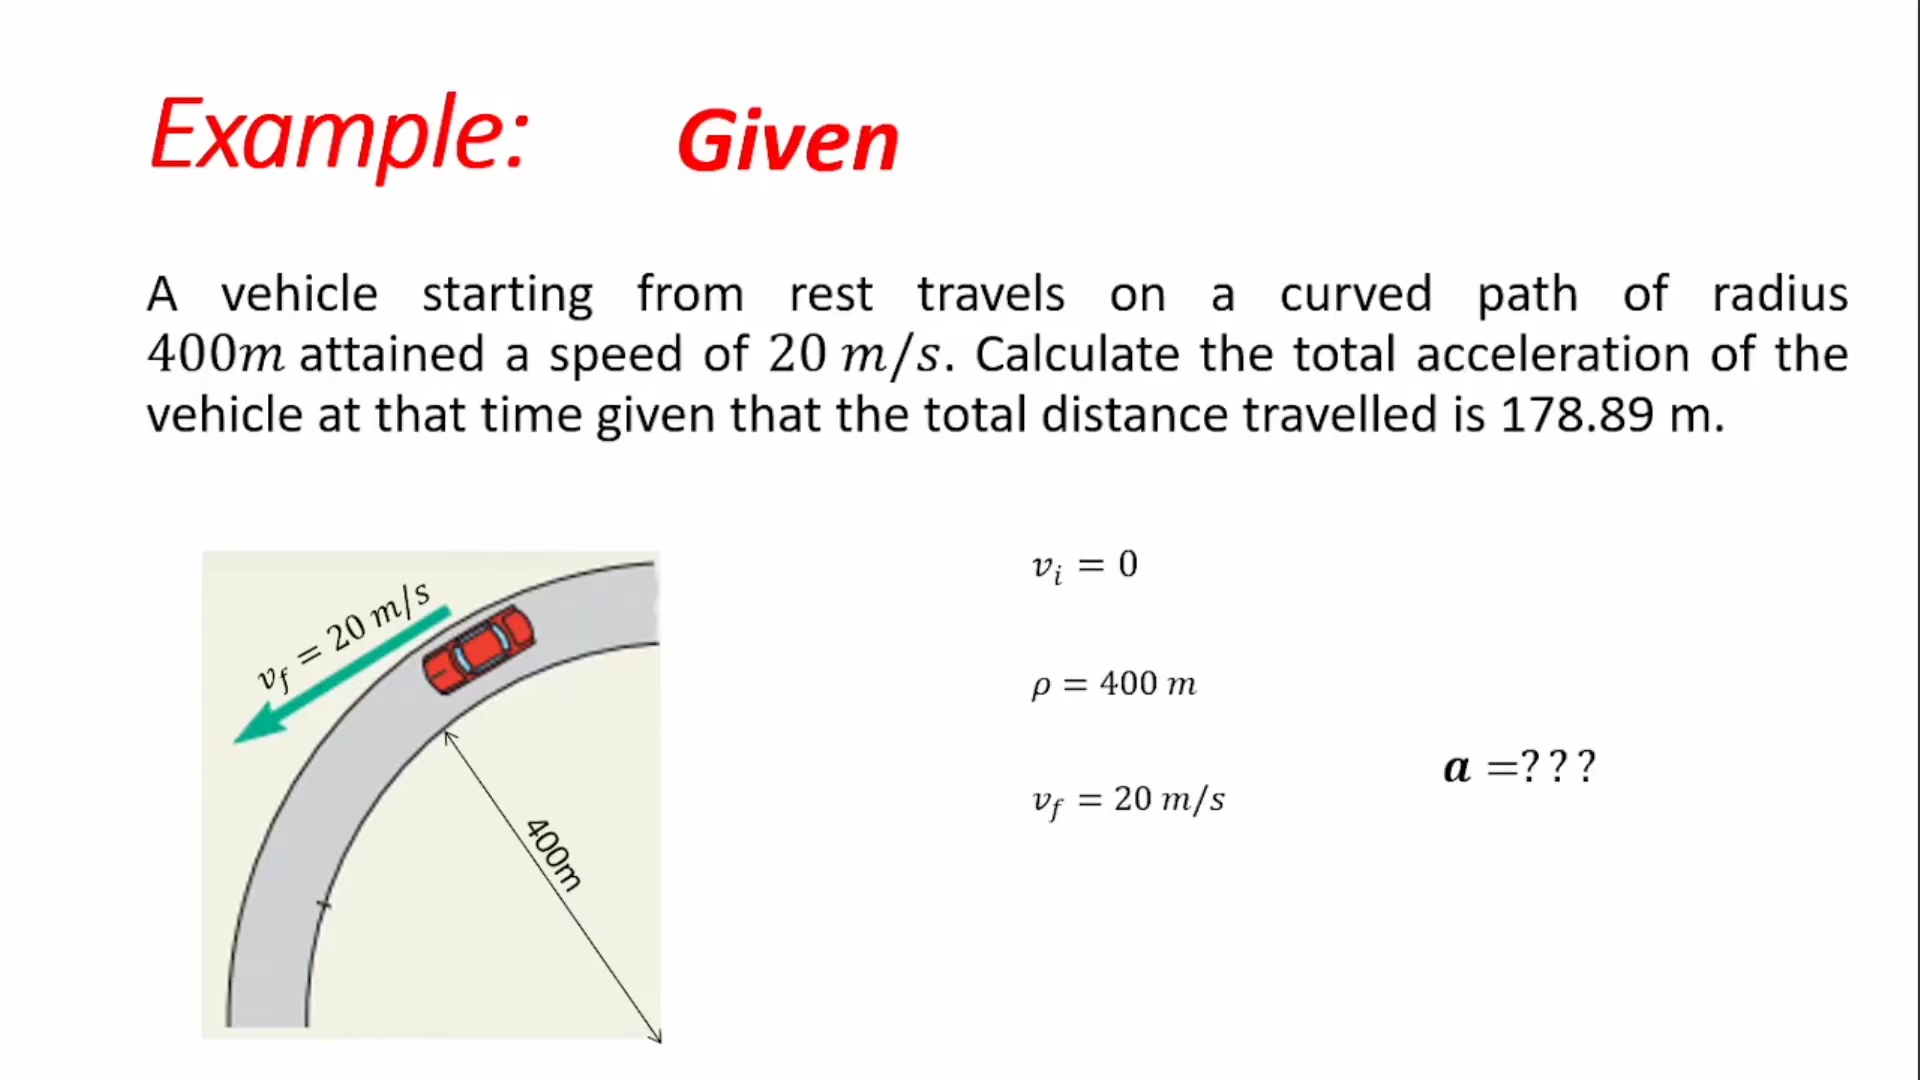 Example: Given
A vehicle starting from rest travels on a curved path of radius
400m attained a speed of 20 m/s. Calculate the total acceleration of the
vehicle at that time given that the total distance travelled is 178.89 m.
v_f = 20 m/s
400m
v_i = 0
ρ = 400 m
v_f = 20 m/s
a =???